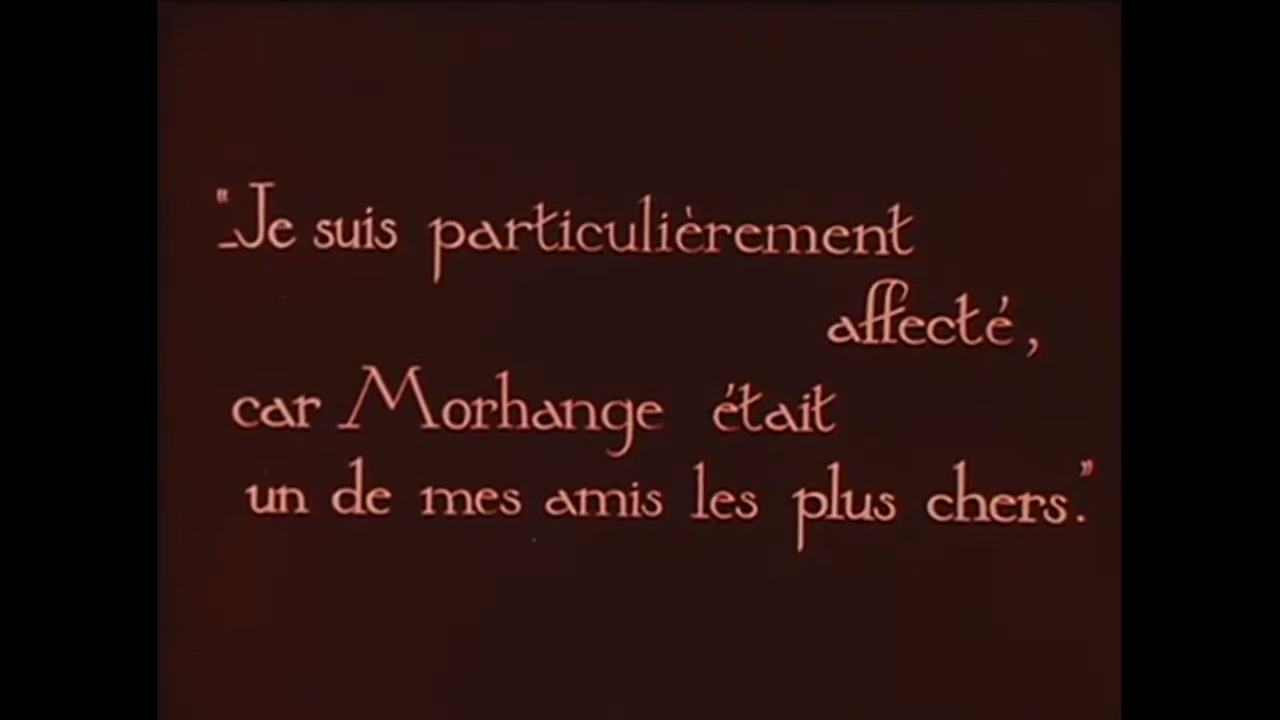 "-Je suis particulièrement
affecté,
car Morhange était
un de mes amis les plus chers."